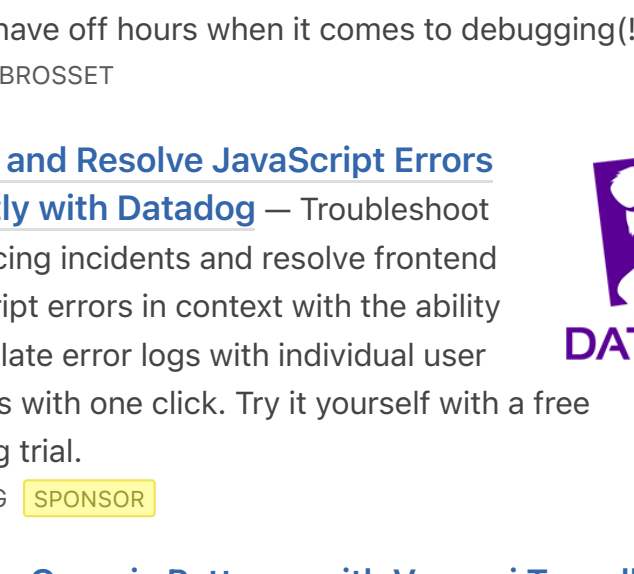 have off hours when it comes to debugging(!
BROSSET
and Resolve JavaScript Errors
tly with Datadog — Troubleshoot
cing incidents and resolve frontend
ript errors in context with the ability
late error logs with individual user
s with one click. Try it yourself with a free
g trial.
G SPONSOR
DAT